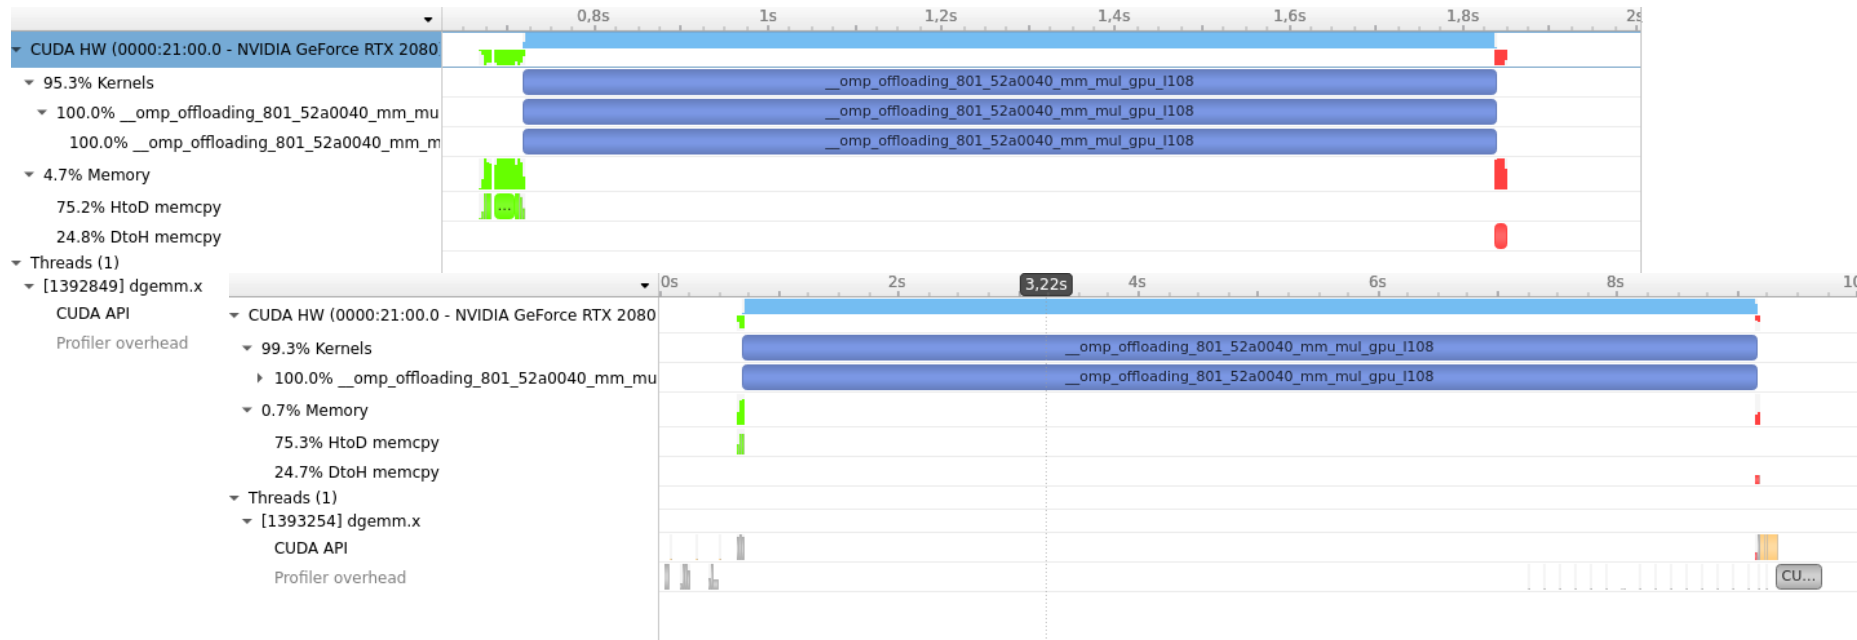 0,8s 1s 1,2s 1,4s 1,6s 1,8s 2s
CUDA HW (0000:21:00.0 - NVIDIA GeForce RTX 2080
95.3% Kernels
__omp_offloading_801_52a0040_mm_mul_gpu_l108
100.0% __omp_offloading_801_52a0040_mm_mu
__omp_offloading_801_52a0040_mm_mul_gpu_l108
100.0% __omp_offloading_801_52a0040_mm_m
__omp_offloading_801_52a0040_mm_mul_gpu_l108
4.7% Memory
75.2% HtoD memcpy
...
24.8% DtoH memcpy
Threads (1)
[1392849] dgemm.x
CUDA API
Profiler overhead
0s 2s 3,22s 4s 6s 8s 10
CUDA HW (0000:21:00.0 - NVIDIA GeForce RTX 2080
99.3% Kernels
__omp_offloading_801_52a0040_mm_mul_gpu_l108
100.0% __omp_offloading_801_52a0040_mm_mu
__omp_offloading_801_52a0040_mm_mul_gpu_l108
0.7% Memory
75.3% HtoD memcpy
24.7% DtoH memcpy
Threads (1)
[1393254] dgemm.x
CUDA API
Profiler overhead
CU...